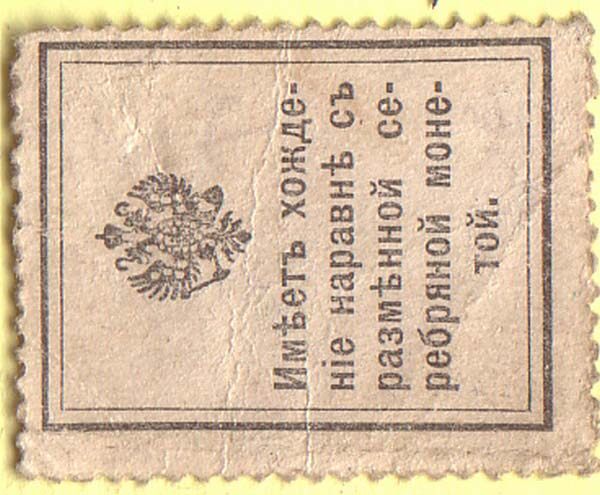 Имѣетъ хожде-
ніе наравнѣ съ
размѣнной се-
ребряной моне-
той.